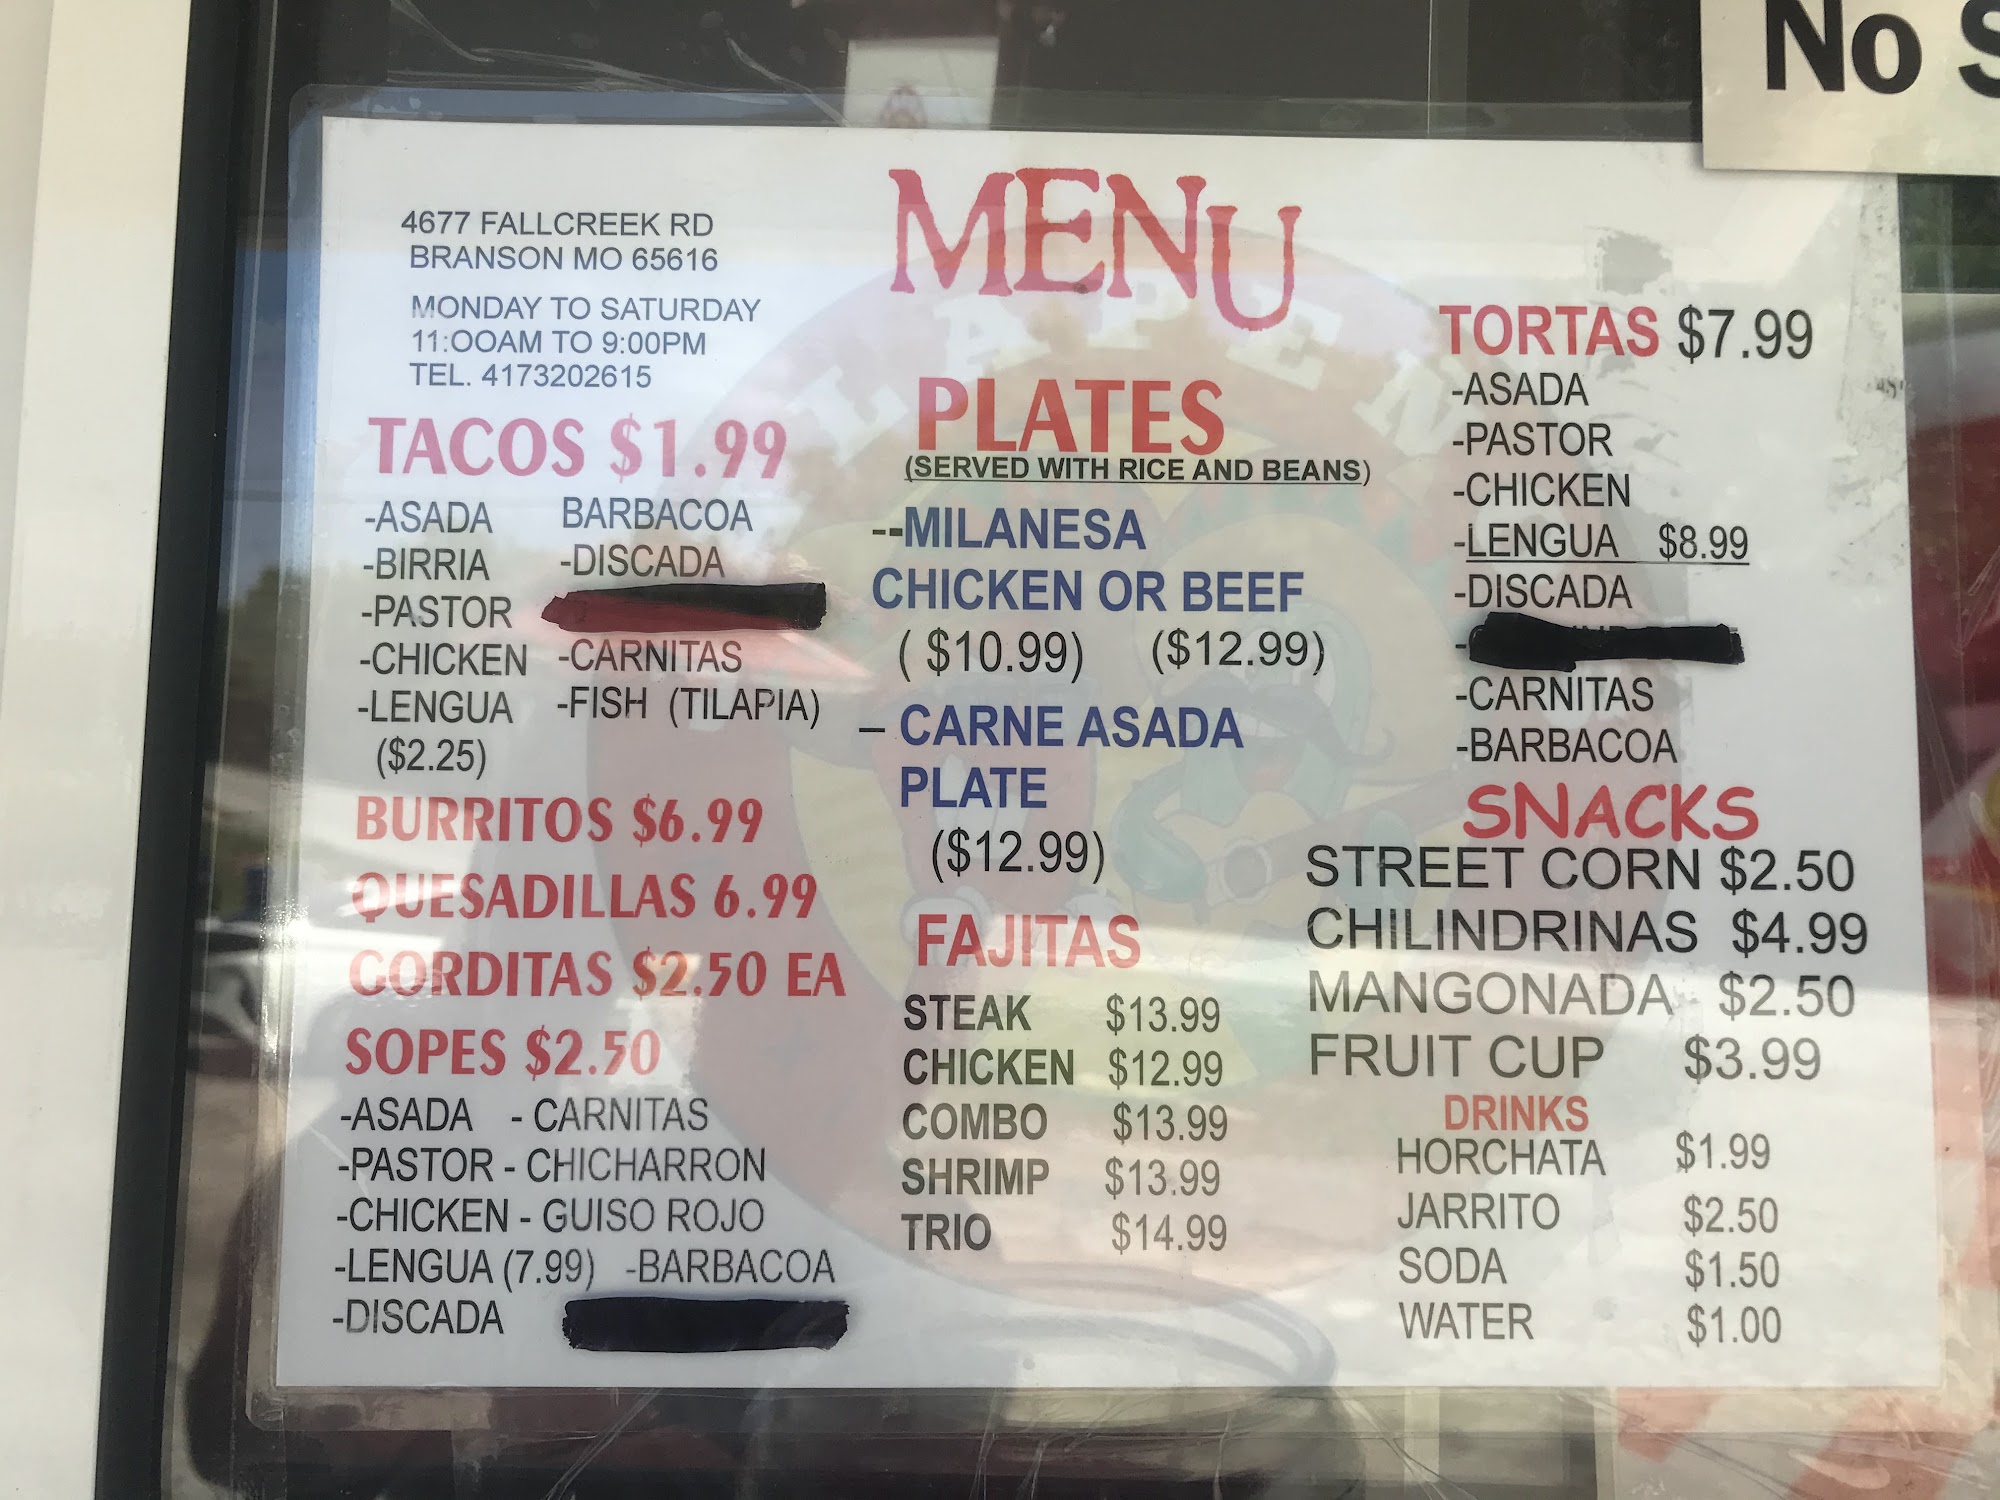 No S
MENU
4677 FALLCREEK RD
BRANSON MO 65616
MONDAY TO SATURDAY
11:OOAM TO 9:00PM
TEL. 4173202615
TACOS $1.99
-ASADA BARBACOA
-BIRRIA -DISCADA
-PASTOR
-CHICKEN -CARNITAS
-LENGUA -FISH (TILAPIA)
($2.25)
BURRITOS $6.99
QUESADILLAS 6.99
GORDITAS $2.50 EA
SOPES $2.50
-ASADA - CARNITAS
-PASTOR - CHICHARRON
-CHICKEN - GUISO ROJO
-LENGUA (7.99) -BARBACOA
-DISCADA
PLATES
(SERVED WITH RICE AND BEANS)
--MILANESA
CHICKEN OR BEEF
( $10.99) ($12.99)
– CARNE ASADA
PLATE
($12.99)
FAJITAS
STEAK $13.99
CHICKEN $12.99
COMBO $13.99
SHRIMP $13.99
TRIO $14.99
TORTAS $7.99
-ASADA
-PASTOR
-CHICKEN
-LENGUA $8.99
-DISCADA
-
-CARNITAS
-BARBACOA
SNACKS
STREET CORN $2.50
CHILINDRINAS $4.99
MANGONADA $2.50
FRUIT CUP $3.99
DRINKS
HORCHATA $1.99
JARRITO $2.50
SODA $1.50
WATER $1.00